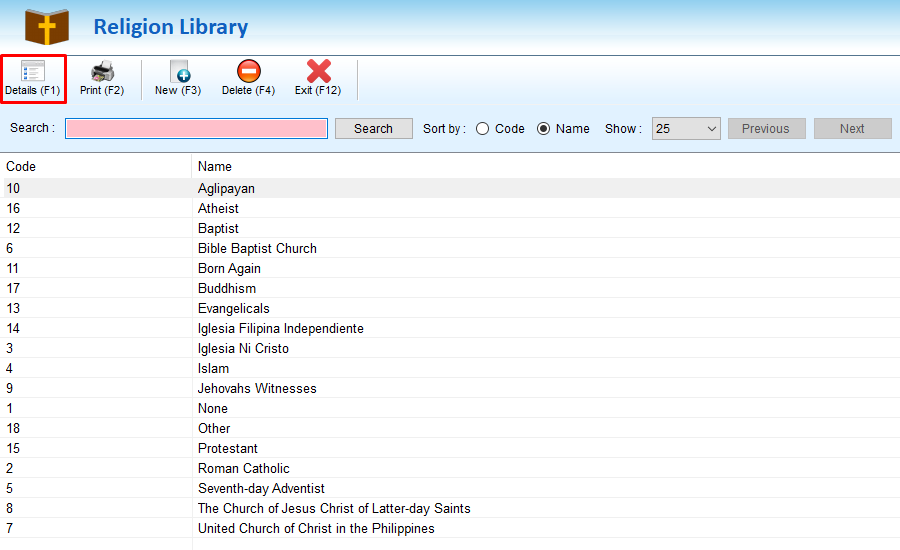 Religion Library
Details (F1) Print (F2) New (F3) Delete (F4) Exit (F12)
Search : Search Sort by : Code Name Show : 25 Previous Next
Code Name
10 Aglipayan
16 Atheist
12 Baptist
6 Bible Baptist Church
11 Born Again
17 Buddhism
13 Evangelicals
14 Iglesia Filipina Independiente
3 Iglesia Ni Cristo
4 Islam
9 Jehovahs Witnesses
1 None
18 Other
15 Protestant
2 Roman Catholic
5 Seventh-day Adventist
8 The Church of Jesus Christ of Latter-day Saints
7 United Church of Christ in the Philippines